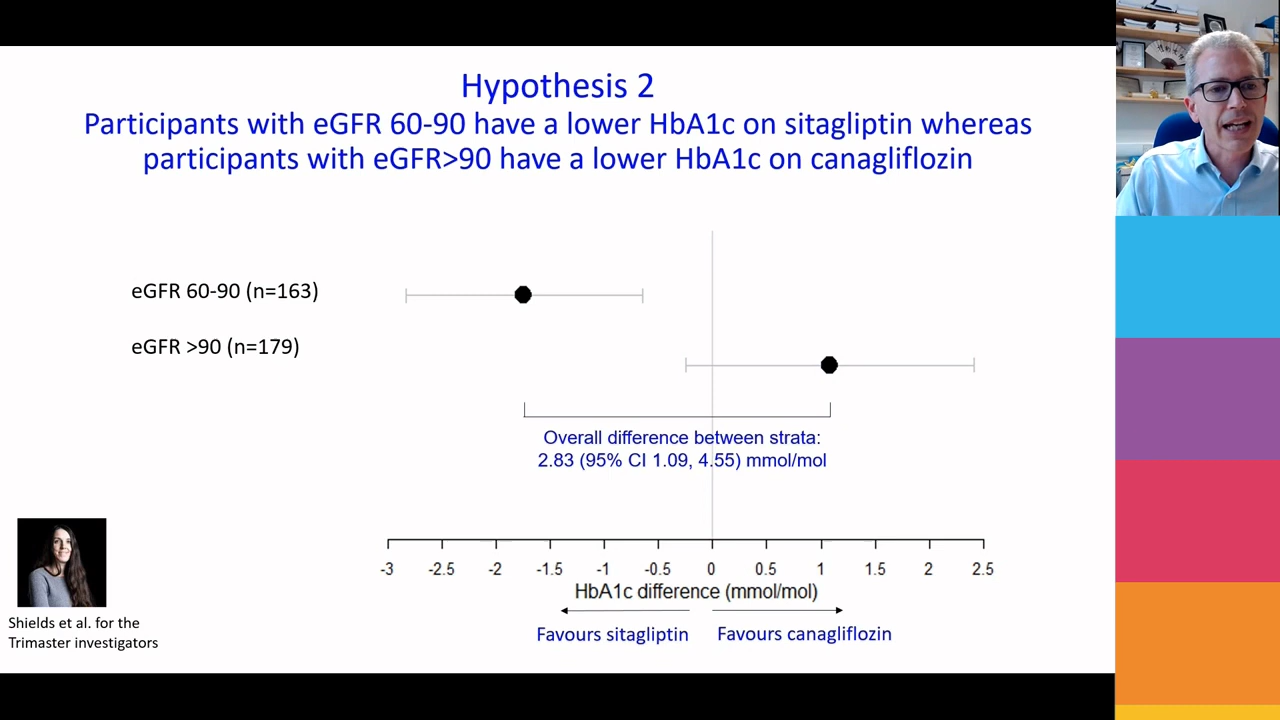 Hypothesis 2
Participants with eGFR 60-90 have a lower HbA1c on sitagliptin whereas
participants with eGFR>90 have a lower HbA1c on canagliflozin
eGFR 60-90 (n=163)
eGFR >90 (n=179)
Overall difference between strata:
2.83 (95% CI 1.09, 4.55) mmol/mol
-3 -2.5 -2 -1.5 -1 -0.5 0 0.5 1 1.5 2 2.5
HbA1c difference (mmol/mol)
Favours sitagliptin Favours canagliflozin
Shields et al. for the
Trimaster investigators